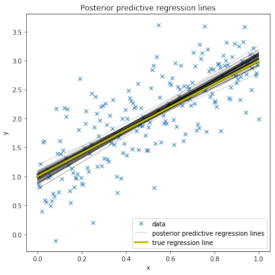 Posterior predictive regression lines
3.5
3.0
2.5
2.0
1.5
1.0
0.5
0.0
y
data
posterior predictive regression lines
true regression line
0.0 0.2 0.4 0.6 0.8 1.0
x